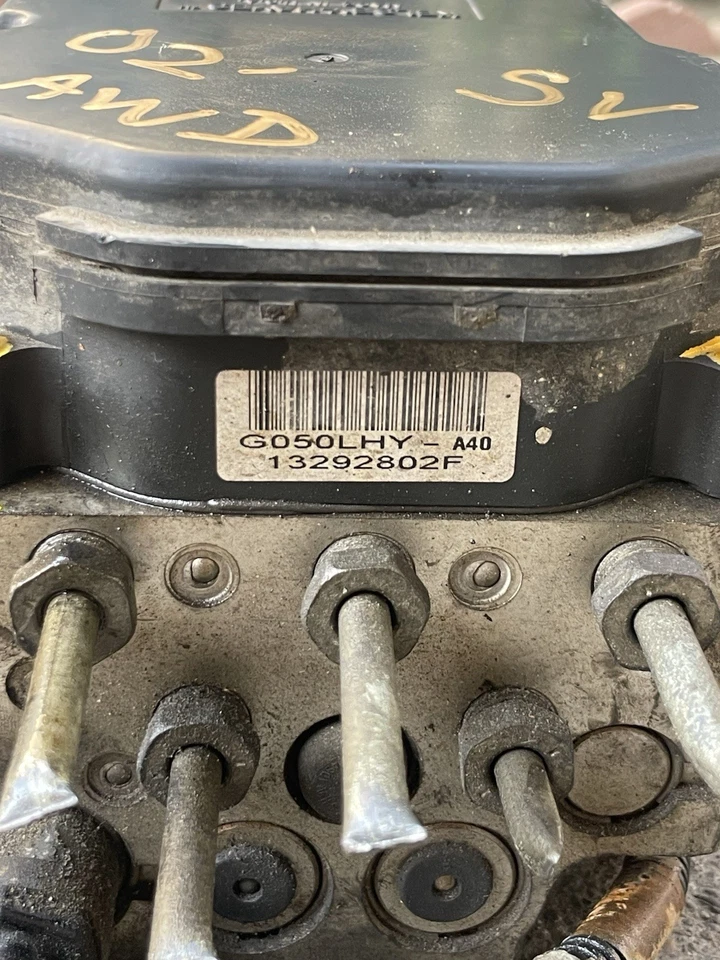 02- SV
AWD
G050LHY - A40
13292802F